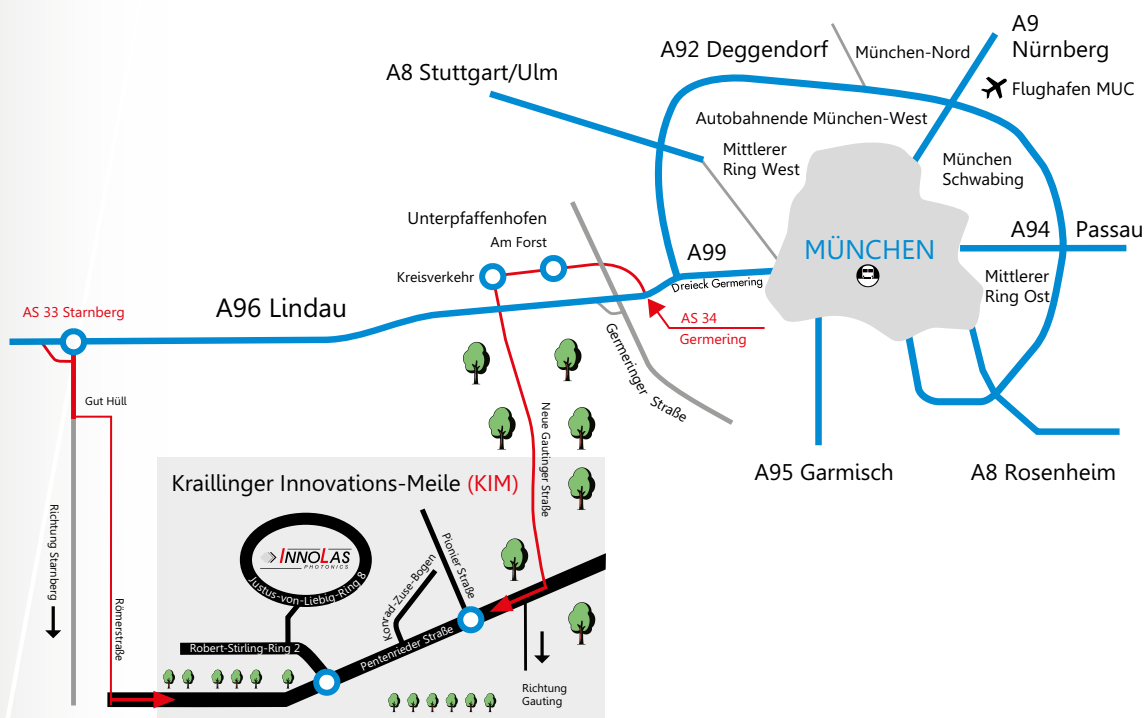 A9
Nürnberg
A92 Deggendorf
München-Nord
A8 Stuttgart/Ulm
Flughafen MUC
Autobahnende München-West
Mittlerer
Ring West
München
Schwabing
Unterpfaffenhofen
Am Forst
A94
Passau
A99
MÜNCHEN
Kreisverkehr
Dreieck Germering
Mittlerer
Ring Ost
A96 Lindau
AS 33 Starnberg
AS 34
Germering
Germeringer Straße
Gut Hüll
Neue Gautinger Straße
A95 Garmisch
A8 Rosenheim
Kraillinger Innovations-Meile (KIM)
Richtung Starnberg
Römerstraße
INNOLAS
PHOTONICS
Justus-von-Liebig-Ring 8
Pionier Straße
Konrad-Zuse-Bogen
Pentenrieder Straße
Robert-Stirling-Ring 2
Richtung
Gauting